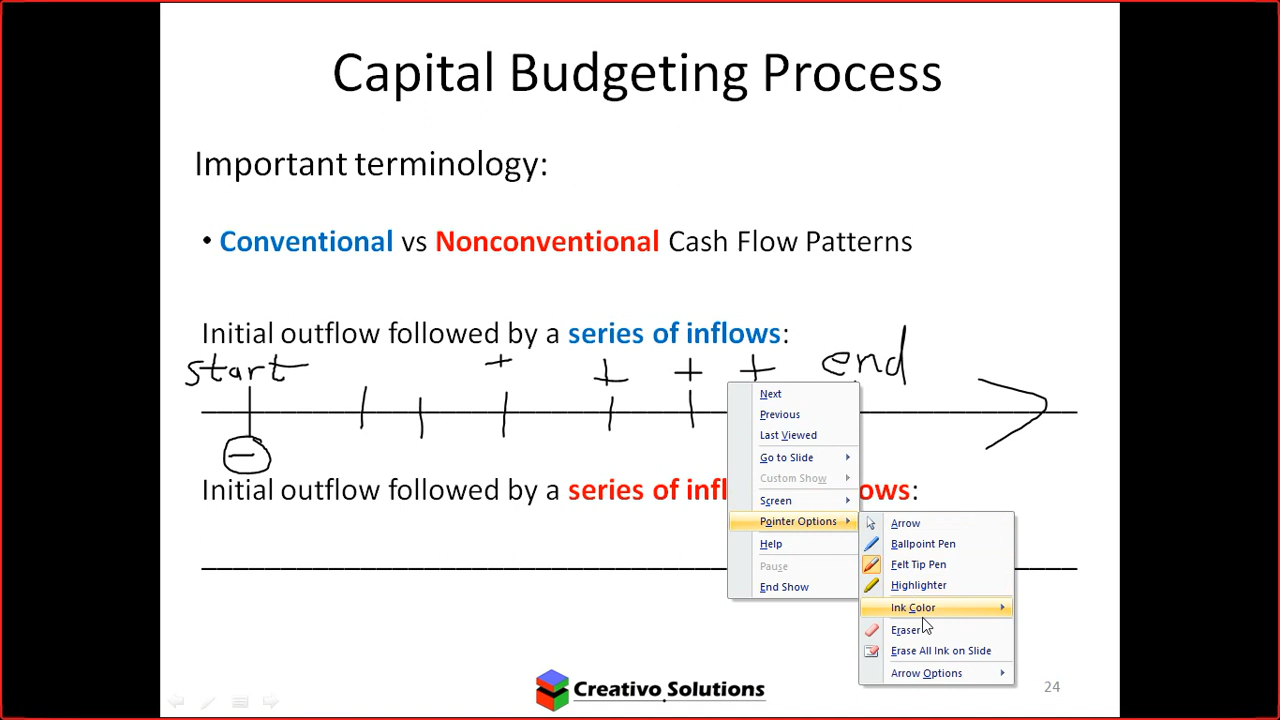 Capital Budgeting Process
Important terminology:
• Conventional vs Nonconventional Cash Flow Patterns
Initial outflow followed by a series of inflows:
start + + + + end
−
Initial outflow followed by a series of
Next
Previous
Last Viewed
Go to Slide
Custom Show
Screen
Pointer Options
Help
Pause
End Show
Arrow
Ballpoint Pen
Felt Tip Pen
Highlighter
Ink Color
Eraser
Erase All Ink on Slide
Arrow Options
Creativo Solutions
24